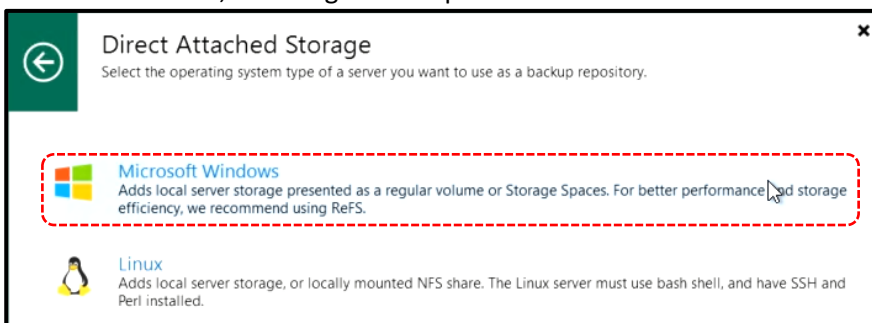 Direct Attached Storage
Select the operating system type of a server you want to use as a backup repository.
Microsoft Windows
Adds local server storage presented as a regular volume or Storage Spaces. For better performance and storage
efficiency, we recommend using ReFS.
Linux
Adds local server storage, or locally mounted NFS share. The Linux server must use bash shell, and have SSH and
Perl installed.